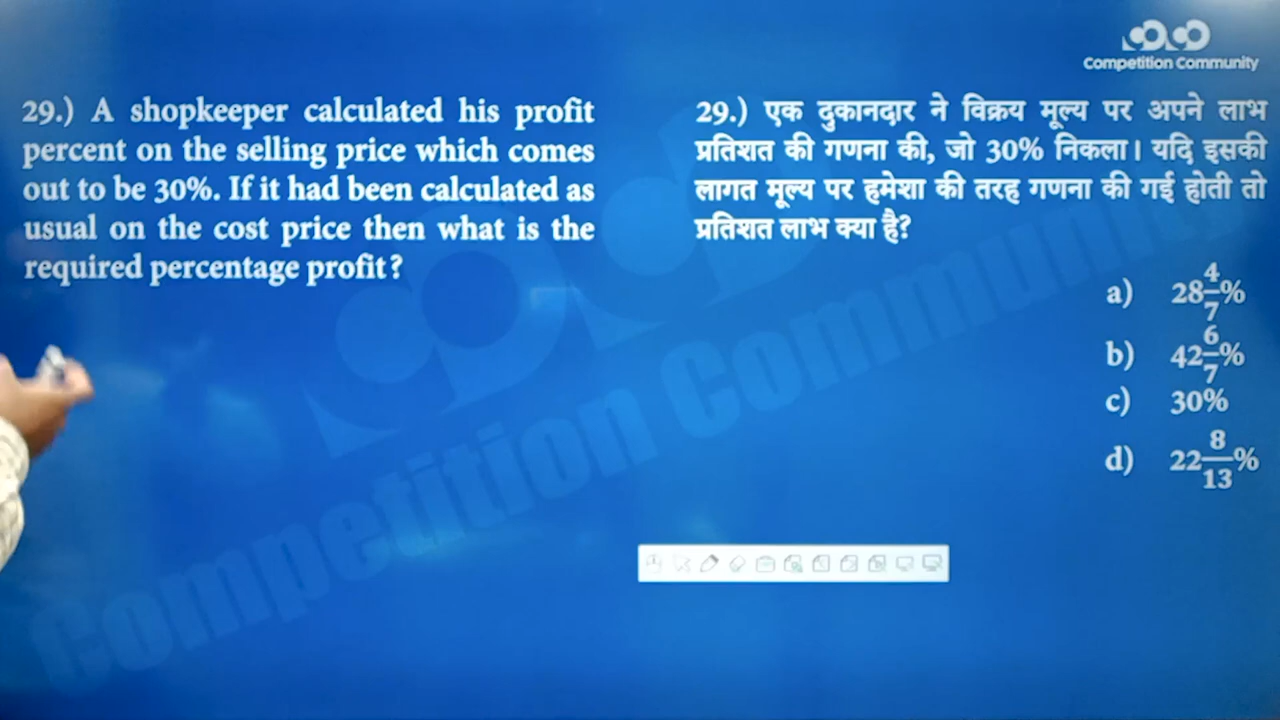 Competition Community
29.) A shopkeeper calculated his profit
percent on the selling price which comes
out to be 30%. If it had been calculated as
usual on the cost price then what is the
required percentage profit?
29.) एक दुकानदार ने विक्रय मूल्य पर अपने लाभ
प्रतिशत की गणना की, जो 30% निकला। यदि इसकी
लागत मूल्य पर हमेशा की तरह गणना की गई होती तो
प्रतिशत लाभ क्या है?
a) 28 4/7%
b) 42 6/7%
c) 30%
d) 22 8/13%
Competition Community